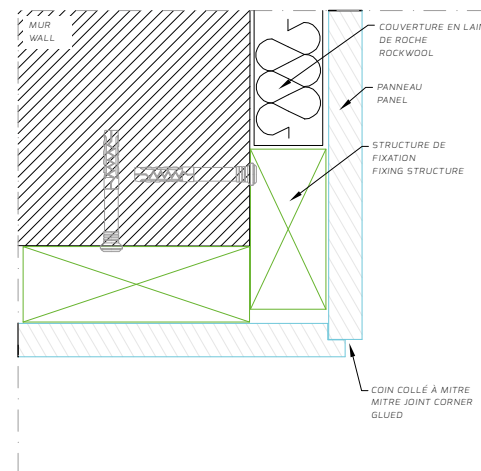 MUR
WALL
COUVERTURE EN LAI
DE ROCHE
ROCKWOOL
PANNEAU
PANEL
STRUCTURE DE
FIXATION
FIXING STRUCTURE
COIN COLLÉ À MITRE
MITRE JOINT CORNER
GLUED